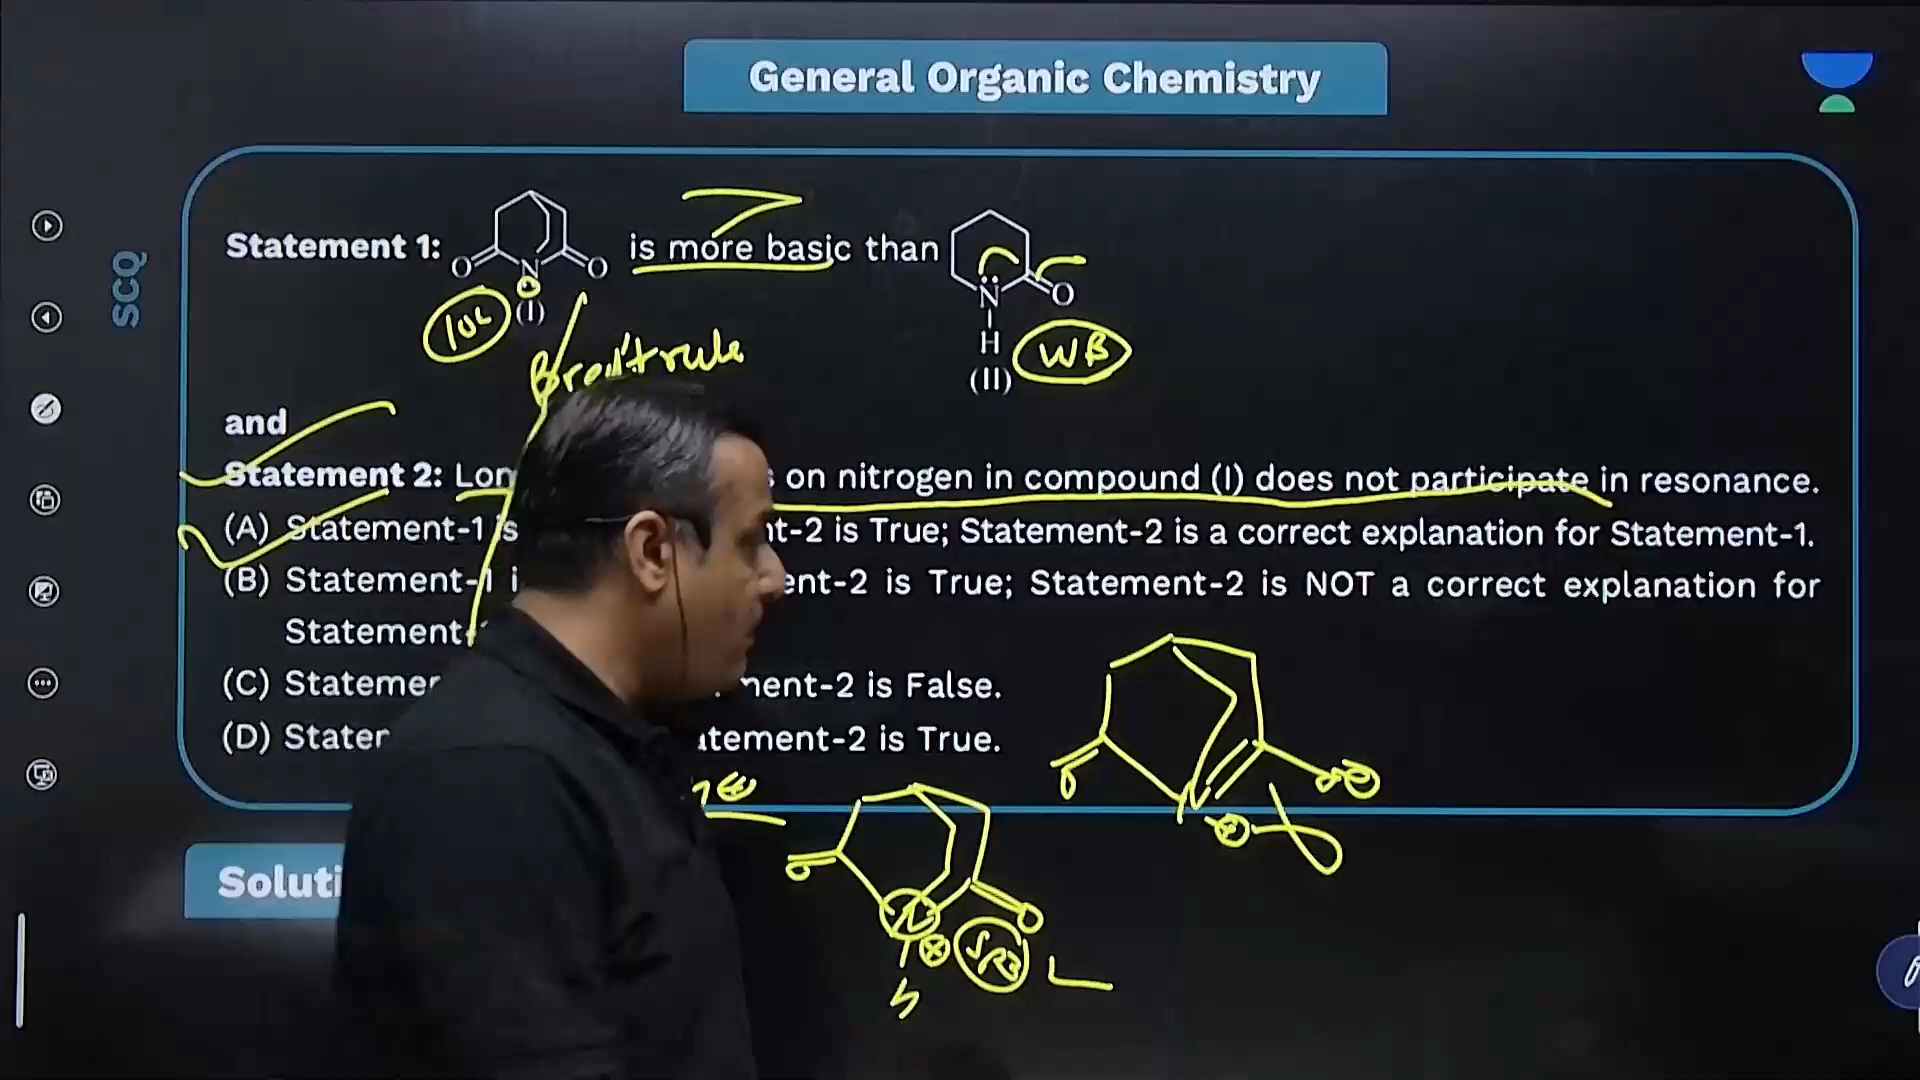 General Organic Chemistry
SCQ
Statement 1:
O N O
is more basic than
N O
H
(I)
(II)
WB
and
Statement 2: Lon on nitrogen in compound (I) does not participate in resonance.
(A) Statement-1 is nt-2 is True; Statement-2 is a correct explanation for Statement-1.
(B) Statement-1 i ent-2 is True; Statement-2 is NOT a correct explanation for
Statement-
(C) Statemer nent-2 is False.
(D) Stater atement-2 is True.
Soluti